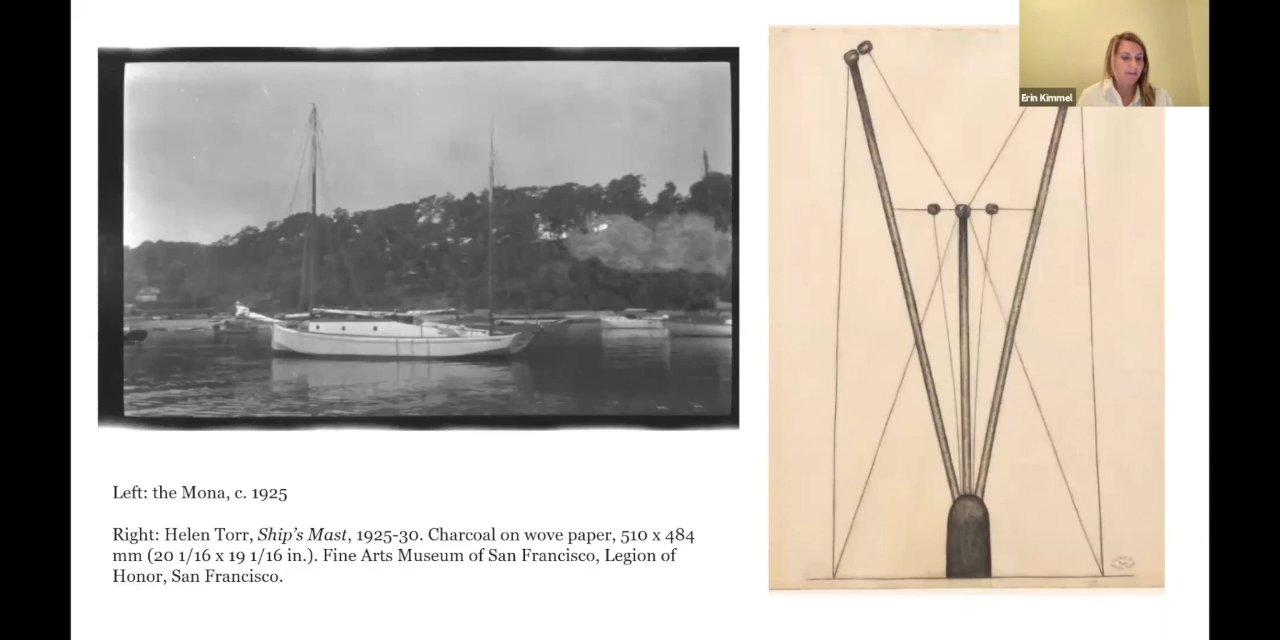 Erin Kimmel
Left: the Mona, c. 1925
Right: Helen Torr, Ship's Mast, 1925-30. Charcoal on wove paper, 510 x 484
mm (20 1/16 x 19 1/16 in.). Fine Arts Museum of San Francisco, Legion of
Honor, San Francisco.